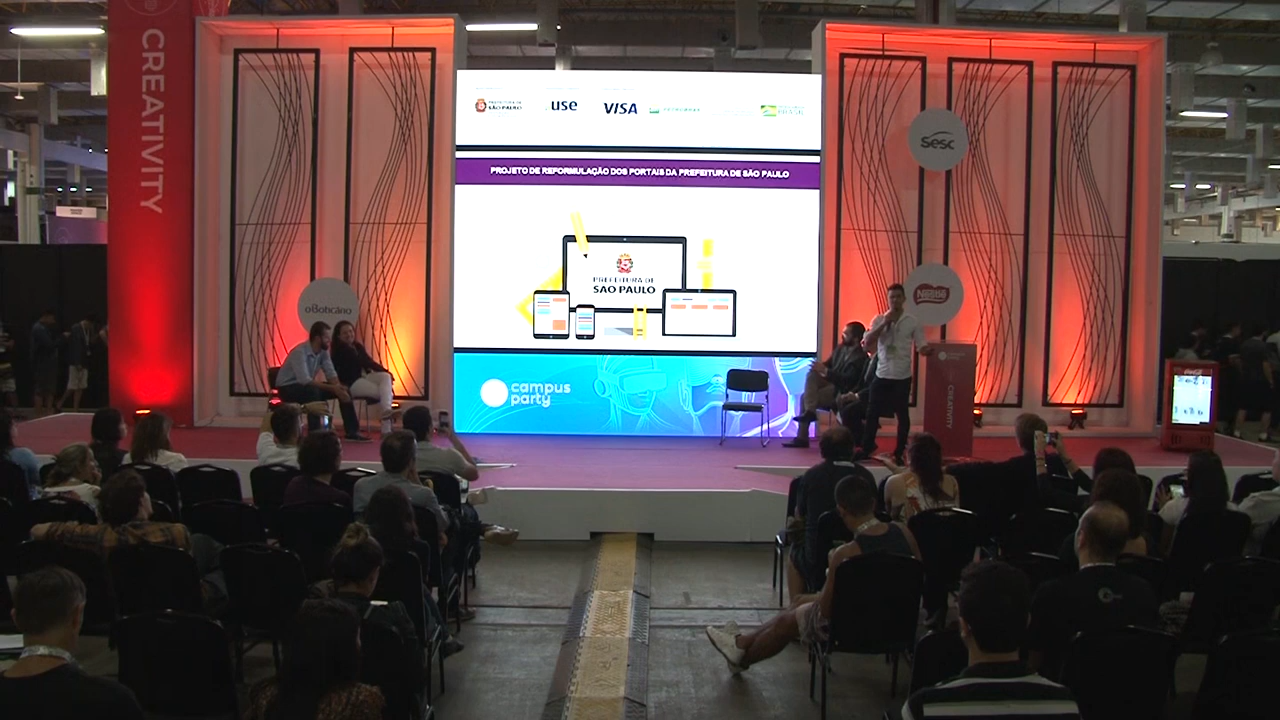 CREATIVITY
PREFEITURA DE
SÃO PAULO
.use
VISA
PROJETO DE REFORMULAÇÃO DOS PORTAIS DA PREFEITURA DE SÃO PAULO
PREFEITURA DE
SÃO PAULO
campus
party
oBoticário
Sesc
Nestlé
CREATIVITY